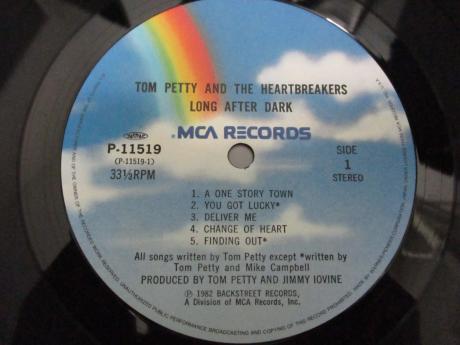 TOM PETTY AND THE HEARTBREAKERS
LONG AFTER DARK
MCA RECORDS
P-11519
(P-11519-1)
33⅓RPM
SIDE
1
STEREO
1. A ONE STORY TOWN
2. YOU GOT LUCKY*
3. DELIVER ME
4. CHANGE OF HEART
5. FINDING OUT*
All songs written by Tom Petty except *written by
Tom Petty and Mike Campbell
PRODUCED BY TOM PETTY AND JIMMY IOVINE
Ⓟ 1982 BACKSTREET RECORDS,
A Division of MCA RECORDS, Inc.